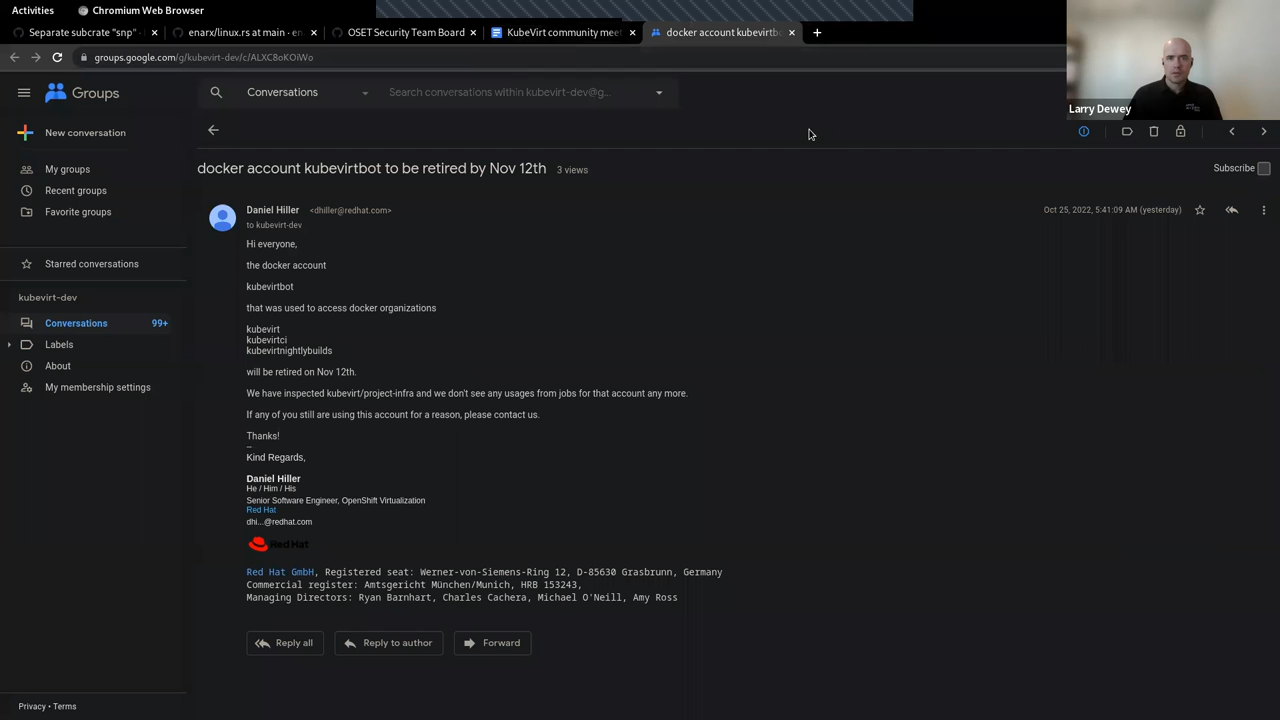 Activities
Chromium Web Browser
Separate subcrate "snp" ·
enarx/linux.rs at main · en
OSET Security Team Board
KubeVirt community meet
docker account kubevirtbo
groups.google.com/g/kubevirt-dev/c/ALXC8oKOiWo
Groups
Conversations
Search conversations within kubevirt-dev@g...
Larry Dewey
New conversation
My groups
Recent groups
Favorite groups
Starred conversations
kubevirt-dev
Conversations 99+
Labels
About
My membership settings
Privacy • Terms
docker account kubevirtbot to be retired by Nov 12th 3 views
Subscribe
Daniel Hiller <dhiller@redhat.com>
Oct 25, 2022, 5:41:09 AM (yesterday)
to kubevirt-dev
Hi everyone,
the docker account
kubevirtbot
that was used to access docker organizations
kubevirt
kubevirtci
kubevirtnightlybuilds
will be retired on Nov 12th.
We have inspected kubevirt/project-infra and we don't see any usages from jobs for that account any more.
If any of you still are using this account for a reason, please contact us.
Thanks!
–
Kind Regards,
Daniel Hiller
He / Him / His
Senior Software Engineer, OpenShift Virtualization
Red Hat
dhi...@redhat.com
Red Hat
Red Hat GmbH, Registered seat: Werner-von-Siemens-Ring 12, D-85630 Grasbrunn, Germany
Commercial register: Amtsgericht München/Munich, HRB 153243,
Managing Directors: Ryan Barnhart, Charles Cachera, Michael O'Neill, Amy Ross
Reply all
Reply to author
Forward